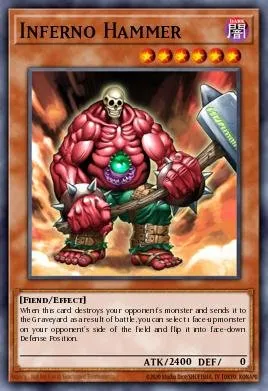 INFERNO HAMMER
DARK
闇
[FIEND/EFFECT]
When this card destroys your opponent's monster and sends it
to the Graveyard as a result of battle, you can select 1 face-up monster
on your opponent's side of the field and flip it into face-down
Defense Position.
ATK/2400 DEF/ 0